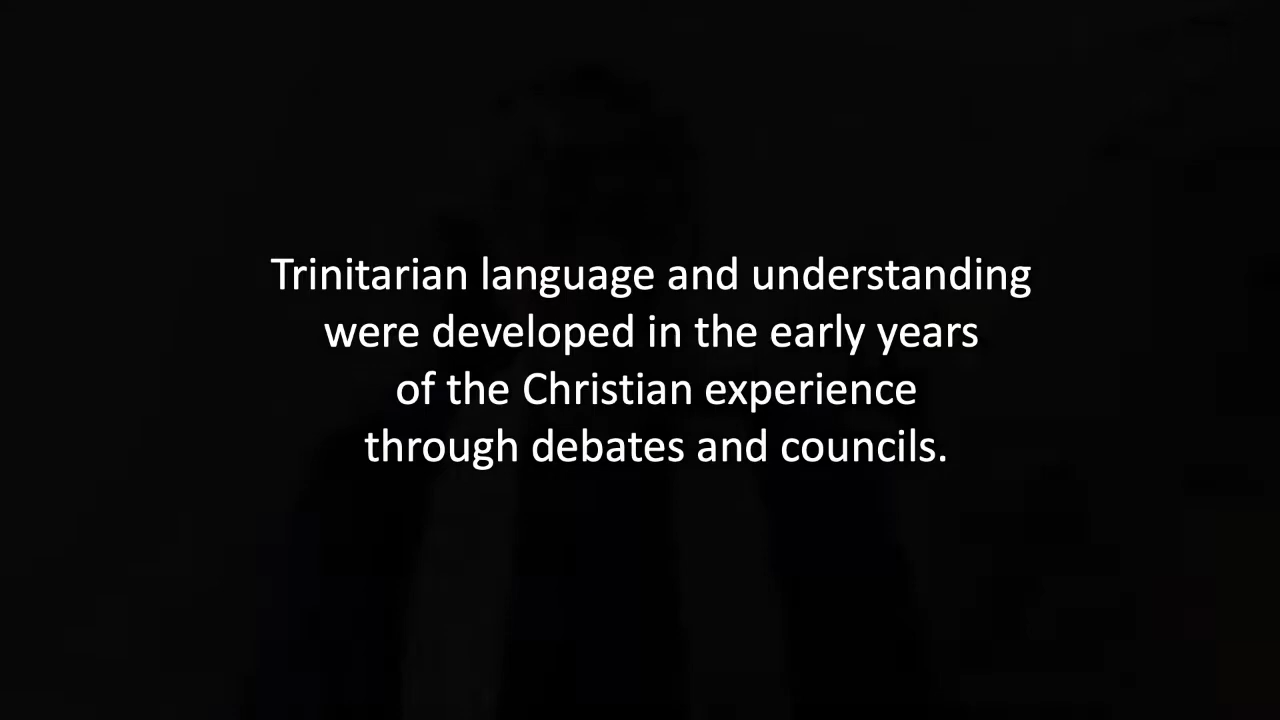 Trinitarian language and understanding
were developed in the early years
of the Christian experience
through debates and councils.